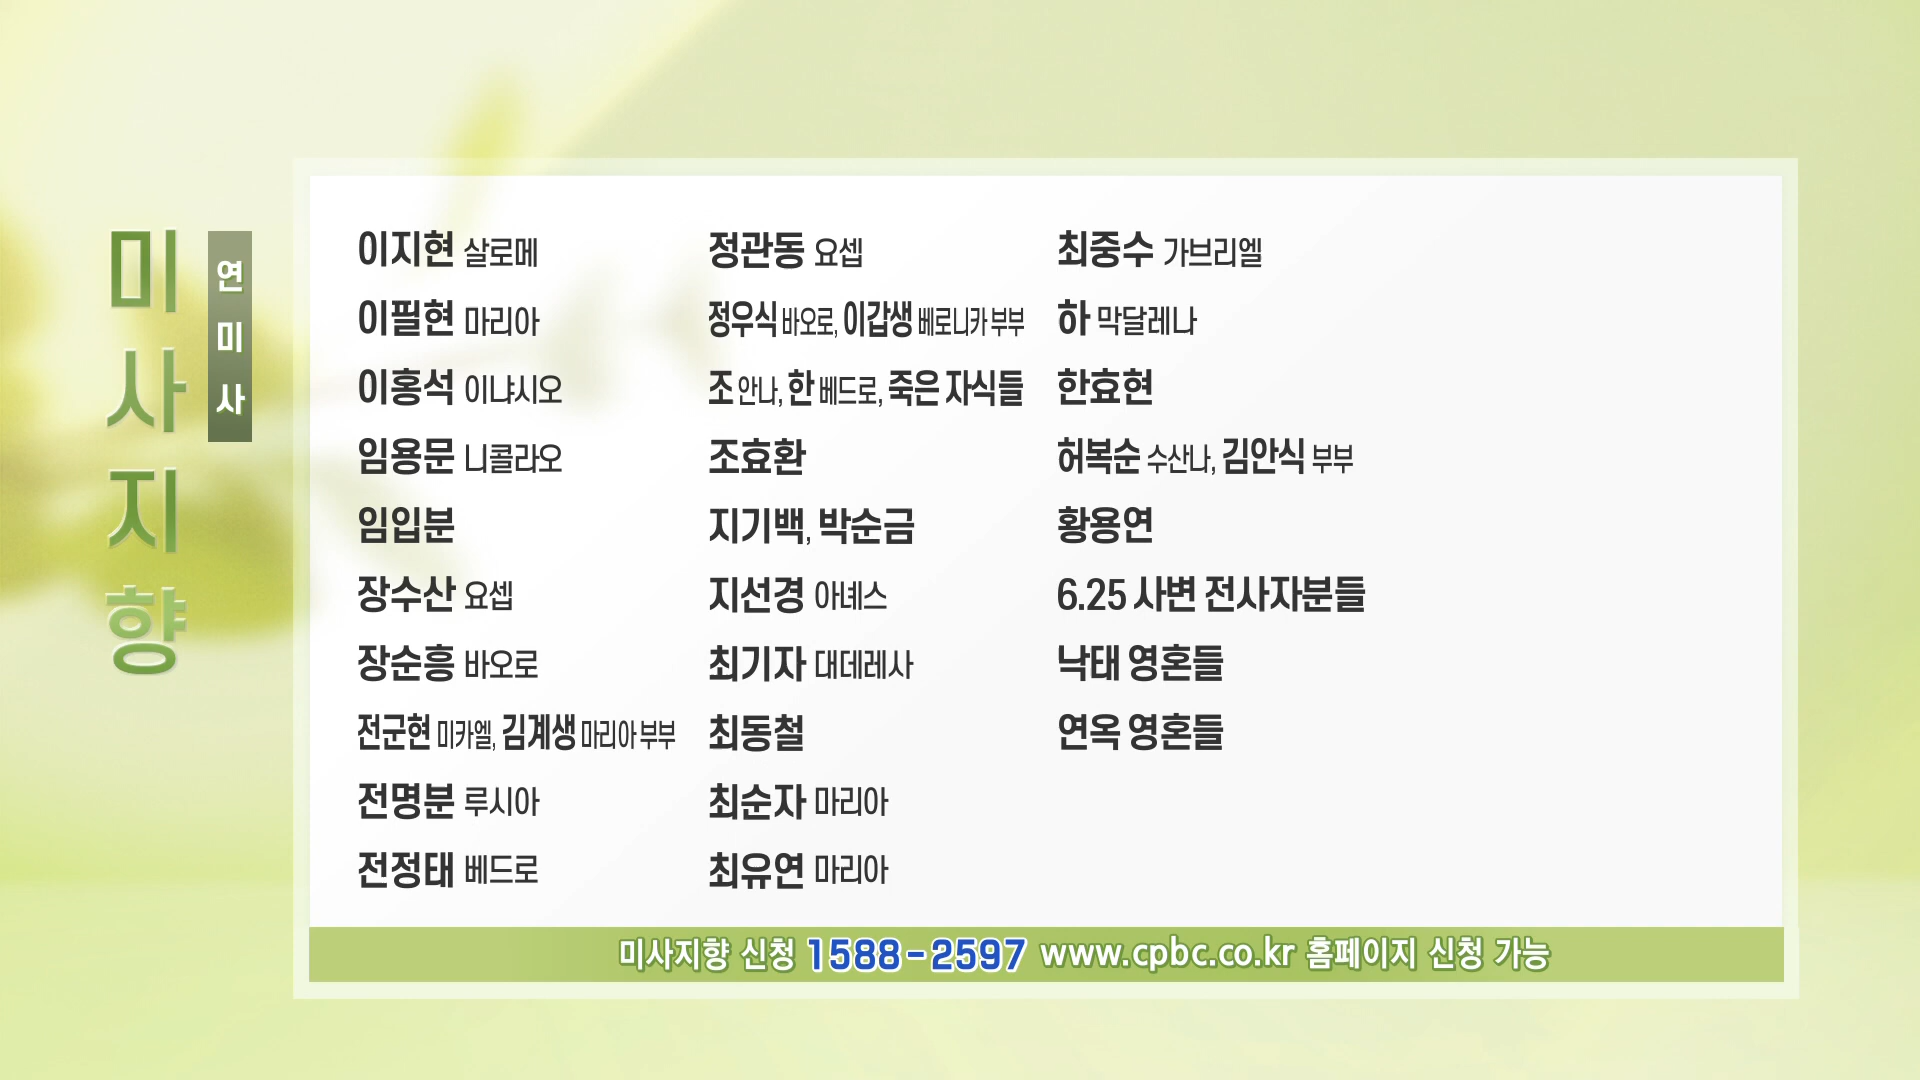 미사지향
연미사
이지현 살로메
이필현 마리아
이홍석 이냐시오
임용문 니콜라오
임입분
장수산 요셉
장순흥 바오로
전군현 미카엘, 김계생 마리아 부부
전명분 루시아
전정태 베드로
정관동 요셉
정우식 바오로, 이갑생 베로니카 부부
조 안나, 한 베드로, 죽은 자식들
조효환
지기백, 박순금
지선경 아녜스
최기자 대데레사
최동철
최순자 마리아
최유연 마리아
최중수 가브리엘
하 막달레나
한효현
허복순 수산나, 김안식 부부
황용연
6.25 사변 전사자분들
낙태 영혼들
연옥 영혼들
미사지향 신청 1588-2597 www.cpbc.co.kr 홈페이지 신청 가능